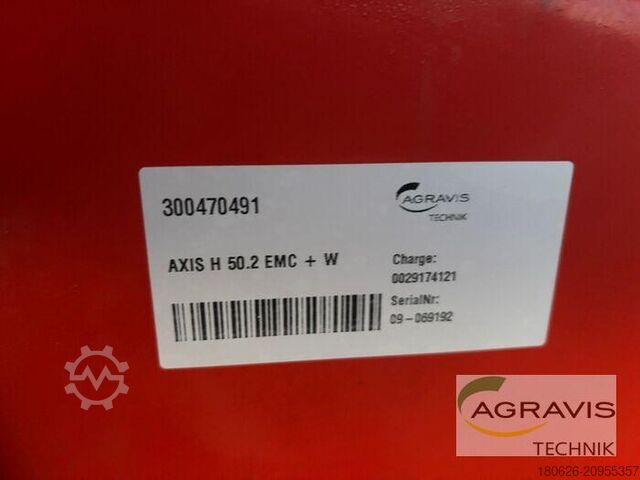 300470491
AGRAVIS
TECHNIK
AXIS H 50.2 EMC + W
Charge:
0029174121
SerialNr:
09-069192
AGRAVIS
TECHNIK
180626-20955357